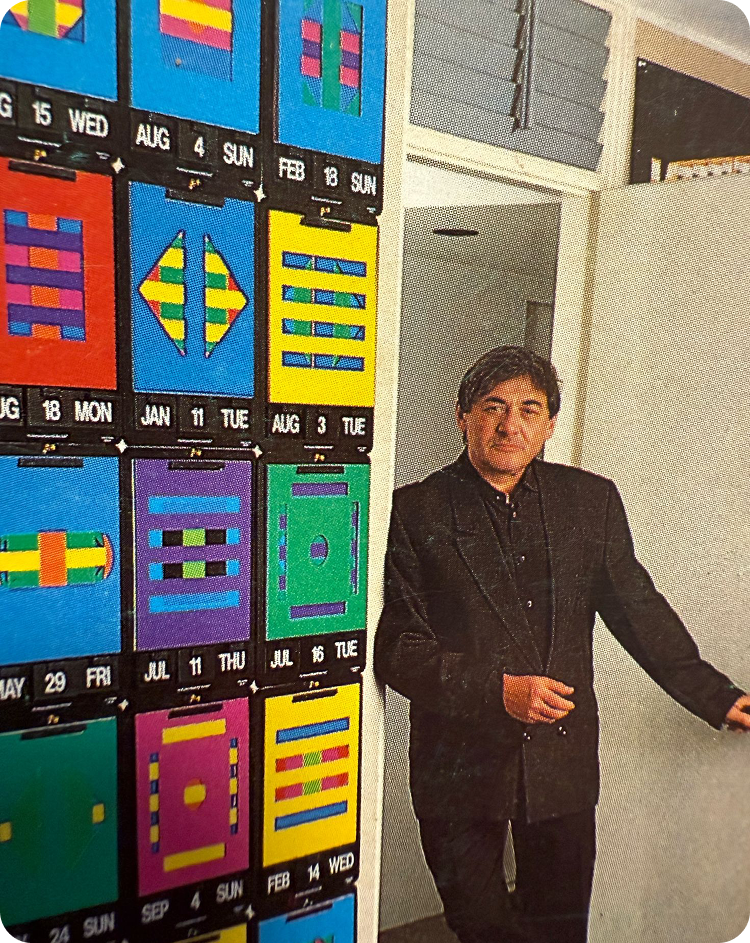 G 15 WED
AUG 4 SUN
FEB 18 SUN
UG 18 MON
JAN 11 TUE
AUG 3 TUE
MAY 29 FRI
JUL 11 THU
JUL 16 TUE
24 SUN
SEP 4 SUN
FEB 14 WED